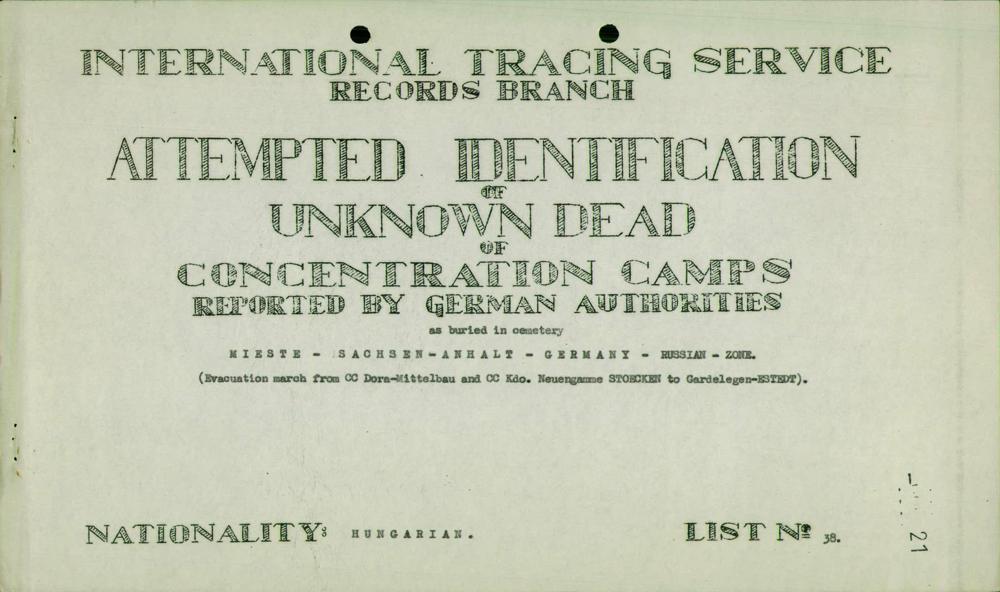 INTERNATIONAL TRACING SERVICE
RECORDS BRANCH
ATTEMPTED IDENTIFICATION
OF
UNKNOWN DEAD
OF
CONCENTRATION CAMPS
REPORTED BY GERMAN AUTHORITIES
as buried in cemetery
MIESTE - SACHSEN-ANHALT - GERMANY - RUSSIAN - ZONE.
(Evacuation march from CC Dora-Mittelbau and CC Kdo. Neuengamme STOECKEN to Gardelegen-ESTEDT).
NATIONALITY: HUNGARIAN.
LIST Nº 38.
21